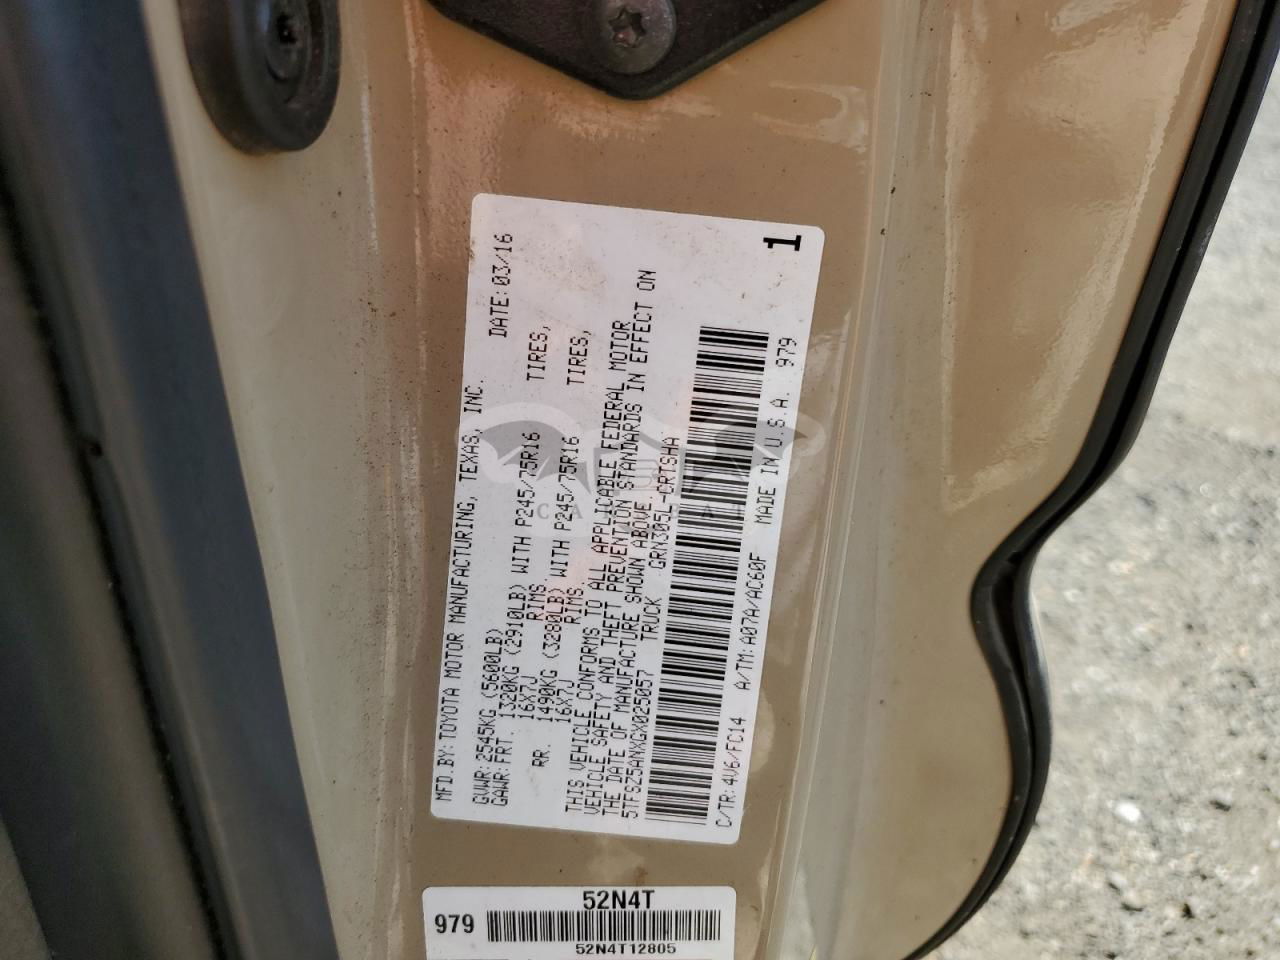 MFD.BY:TOYOTA MOTOR MANUFACTURING, TEXAS, INC.
DATE:03/16
GVWR:2545KG (5600LB)
GAWR:FRT. 1320KG (2910LB) WITH P245/75R16 TIRES,
16X7J RIMS,
RR. 1490KG (3280LB) WITH P245/75R16 TIRES,
16X7J RIMS,
THIS VEHICLE CONFORMS TO ALL APPLICABLE FEDERAL MOTOR
VEHICLE SAFETY AND THEFT PREVENTION STANDARDS IN EFFECT ON
THE DATE OF MANUFACTURE SHOWN ABOVE.
5TFSZ5ANXGX025057 TRUCK GRN305L-CRTSHA
C/TR:4V6/FC14 A/TM:A07A/AC60F MADE IN U.S.A. 979
1
52N4T
979
52N4T12805